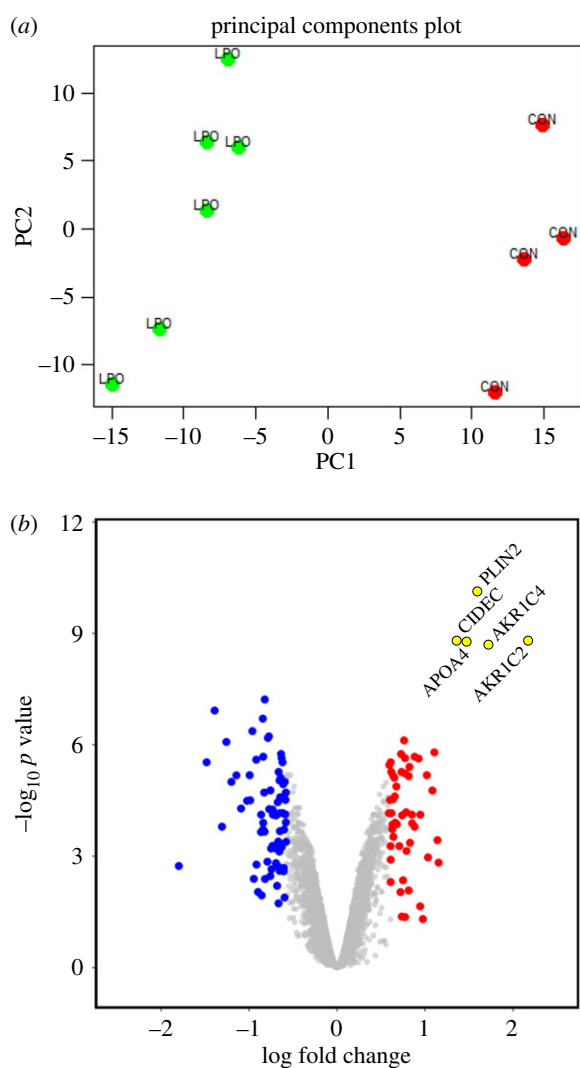 (a) principal components plot
LPO
10
CON
LPO
LPO
5
LPO
PC2
0
CON
CON
−5
LPO
−10
LPO
CON
−15 −10 −5 0 5 10 15
PC1
(b)
12
PLIN2
CIDEC
AKR1C4
9
APOA4
AKR1C2
−log10 p value
6
3
0
−2 −1 0 1 2
log fold change